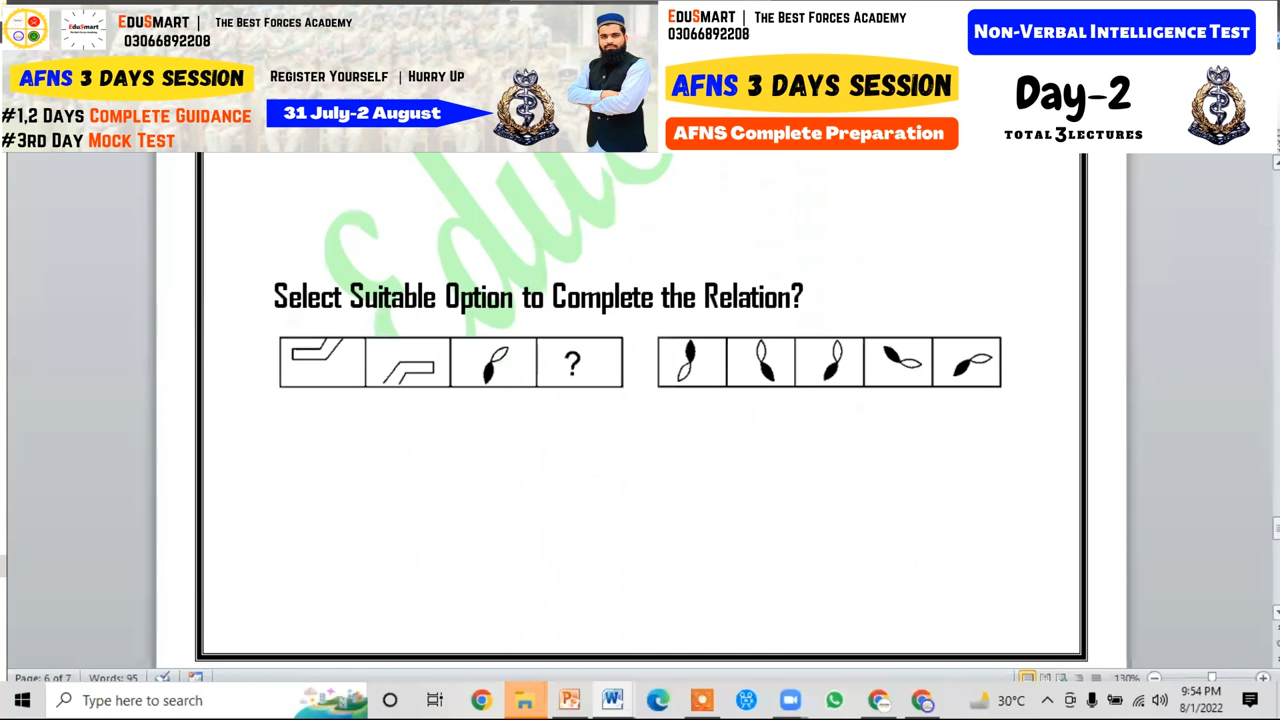 EduSmart
EDUSMART | THE BEST FORCES ACADEMY
03066892208
AFNS 3 DAYS SESSION
REGISTER YOURSELF | HURRY UP
31 July-2 August
#1,2 DAYS COMPLETE GUIDANCE
#3RD DAY MOCK TEST
EDUSMART | THE BEST FORCES ACADEMY
03066892208
AFNS 3 DAYS SESSION
AFNS Complete Preparation
NON-VERBAL INTELLIGENCE TEST
Day-2
TOTAL 3 LECTURES
Select Suitable Option to Complete the Relation?
?
Page: 6 of 7
Words: 95
130%
Type here to search
30°C
9:54 PM
8/1/2022